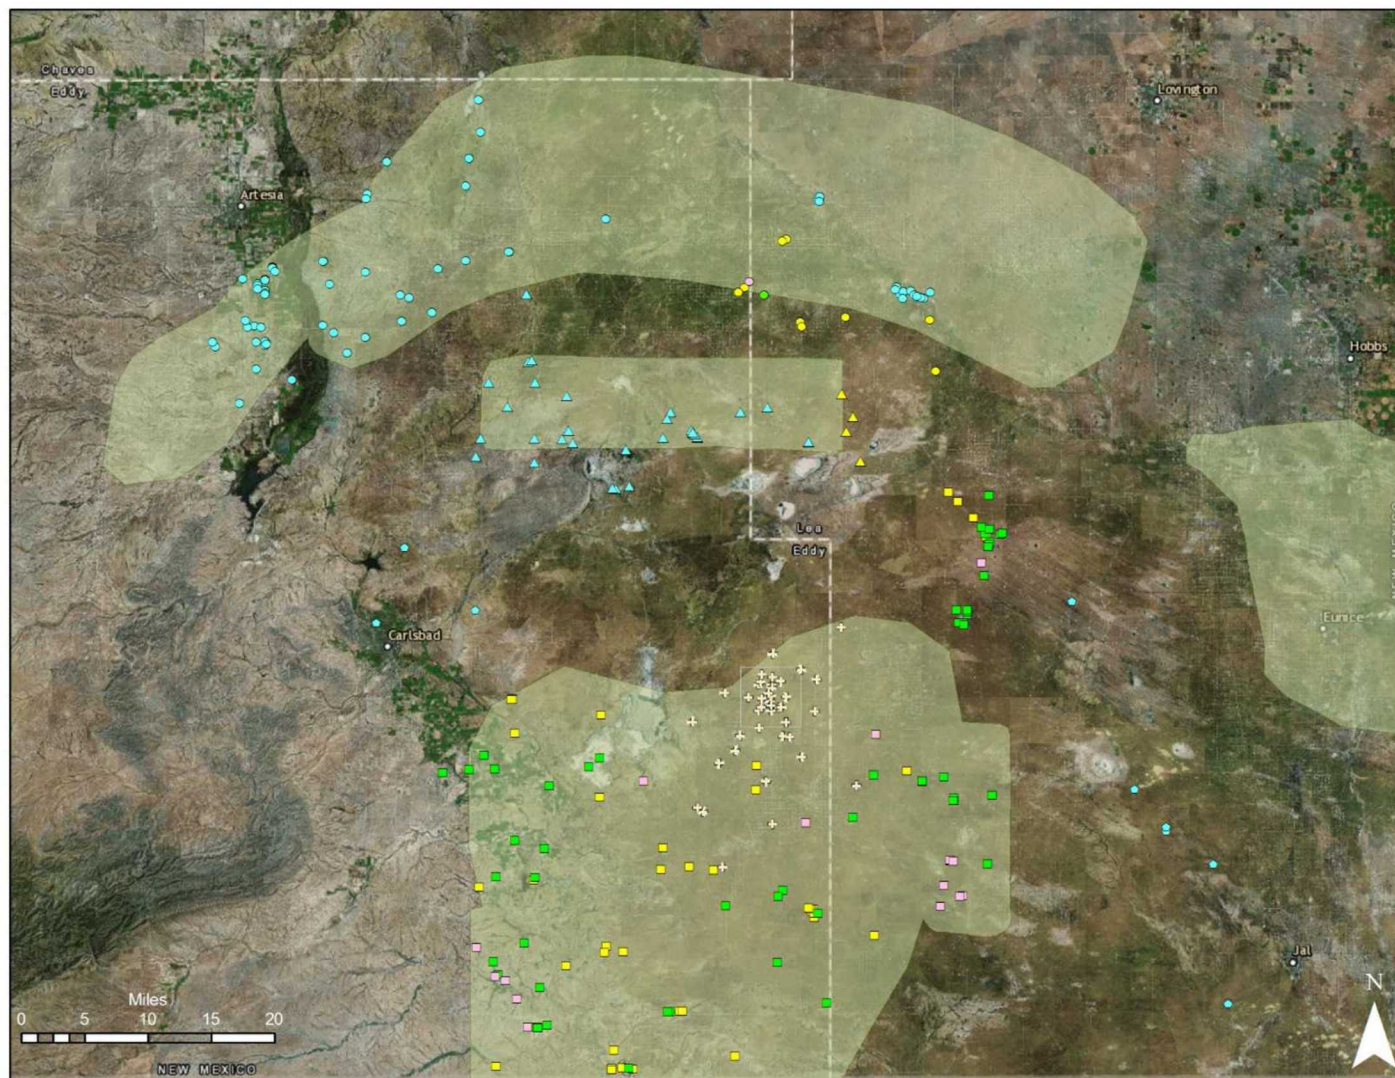 Chaves
Eddy
Lovington
Artesia
Hobbs
Lea
Eddy
Eunice
Carlsbad
Jal
N
Miles
0 5 10 15 20
NEW MEXICO